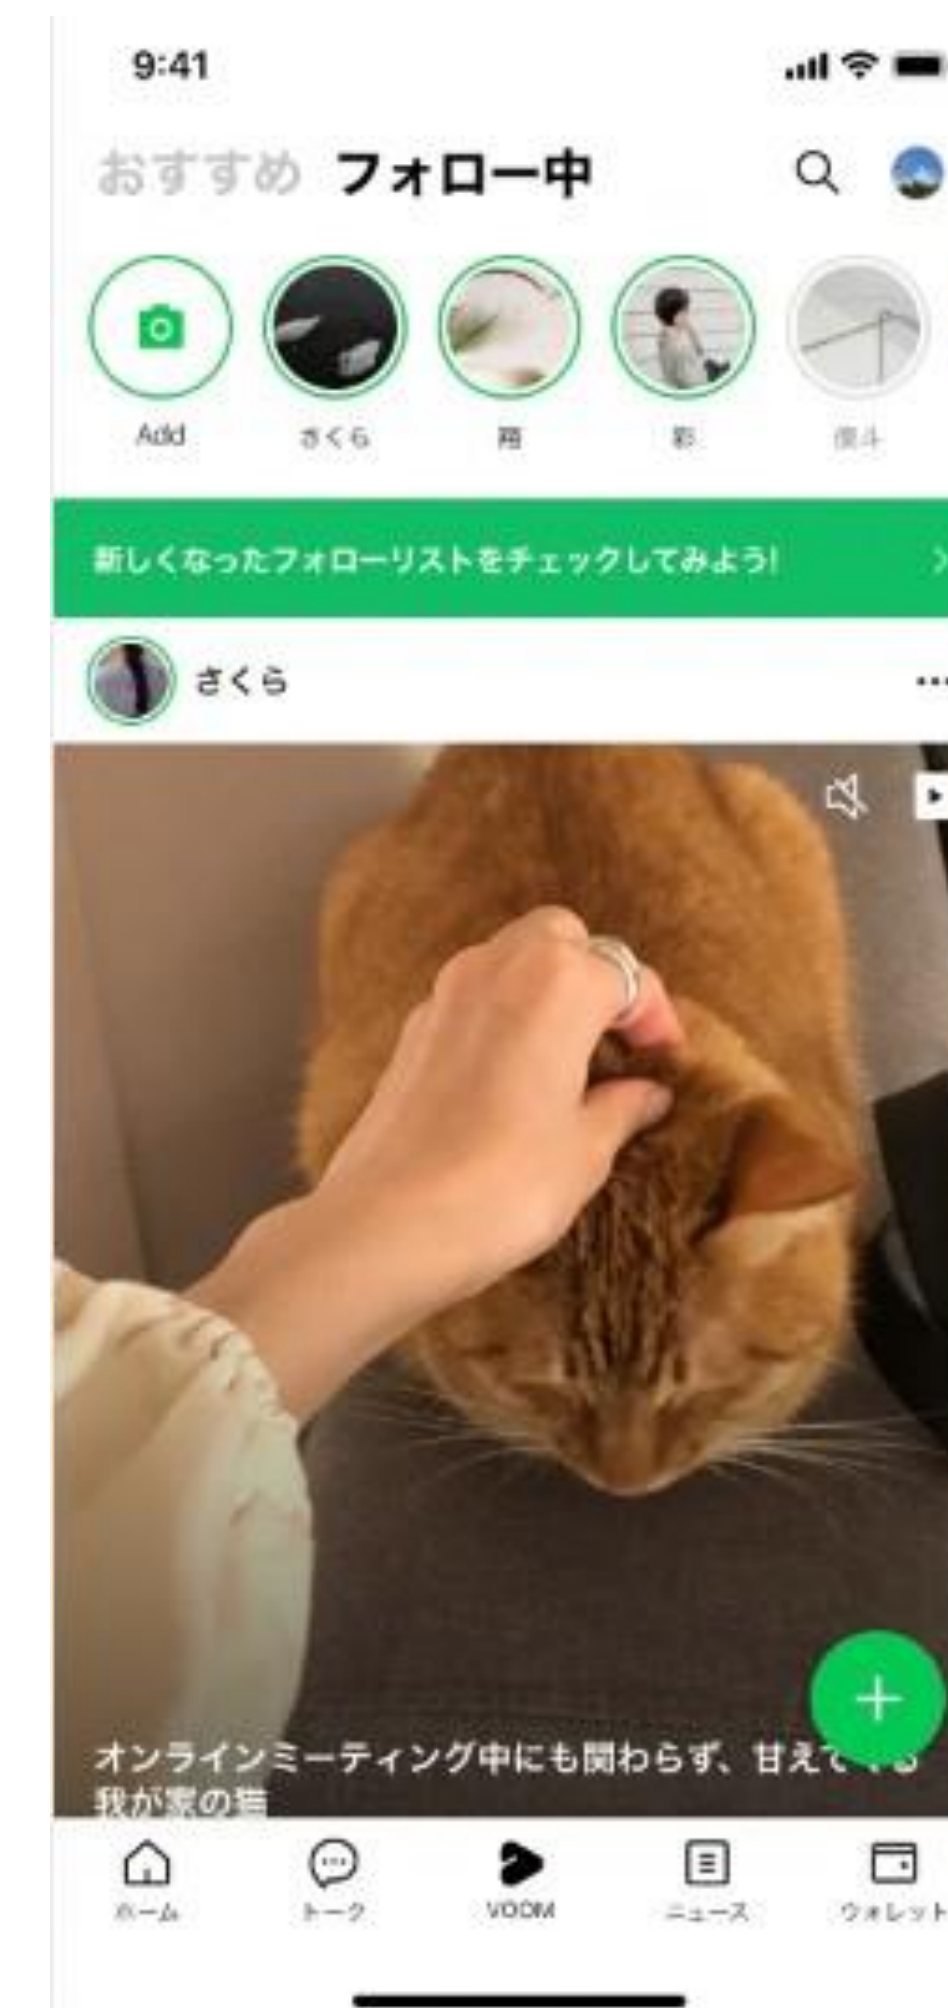 9:41
おすすめ フォロー中
Add さくら 翔 彩 優斗
新しくなったフォローリストをチェックしてみよう!
さくら
オンラインミーティング中にも関わらず、甘えて
我が家の猫
ホーム トーク VOOM ニュース ウォレット